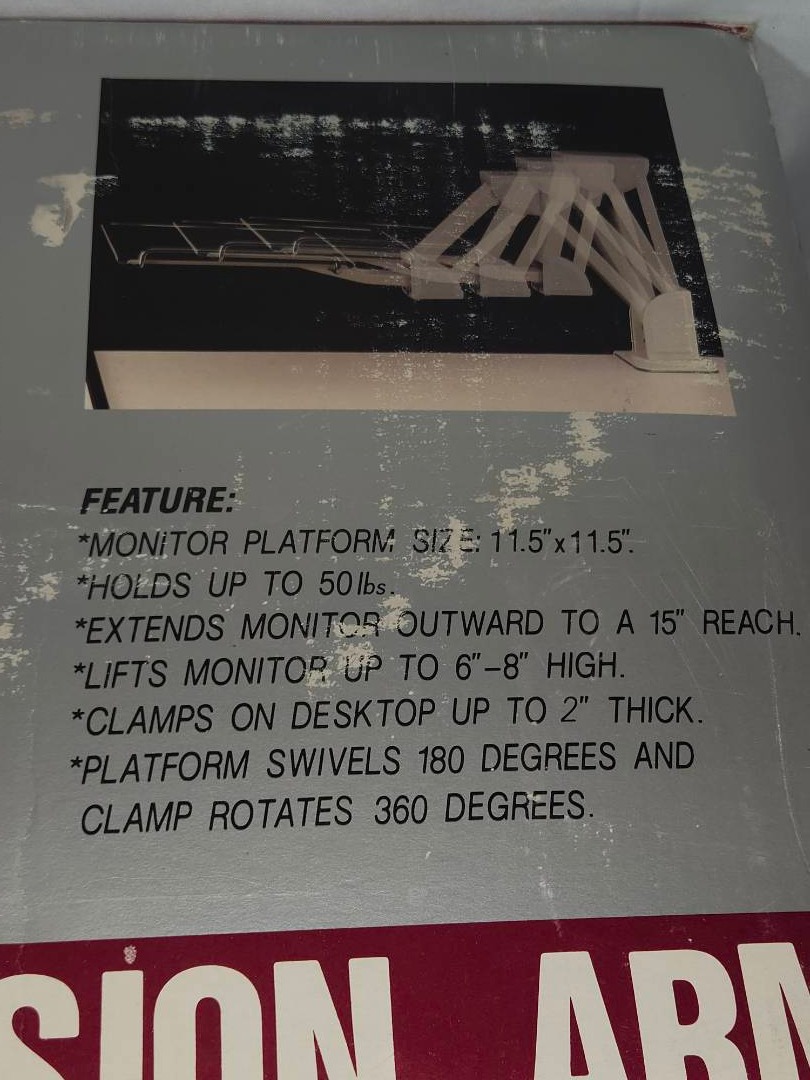 FEATURE:
*MONITOR PLATFORM SIZE: 11.5"x11.5".
*HOLDS UP TO 50lbs.
*EXTENDS MONITOR OUTWARD TO A 15" REACH.
*LIFTS MONITOR UP TO 6"–8" HIGH.
*CLAMPS ON DESKTOP UP TO 2" THICK.
*PLATFORM SWIVELS 180 DEGREES AND
CLAMP ROTATES 360 DEGREES.
SION ARM